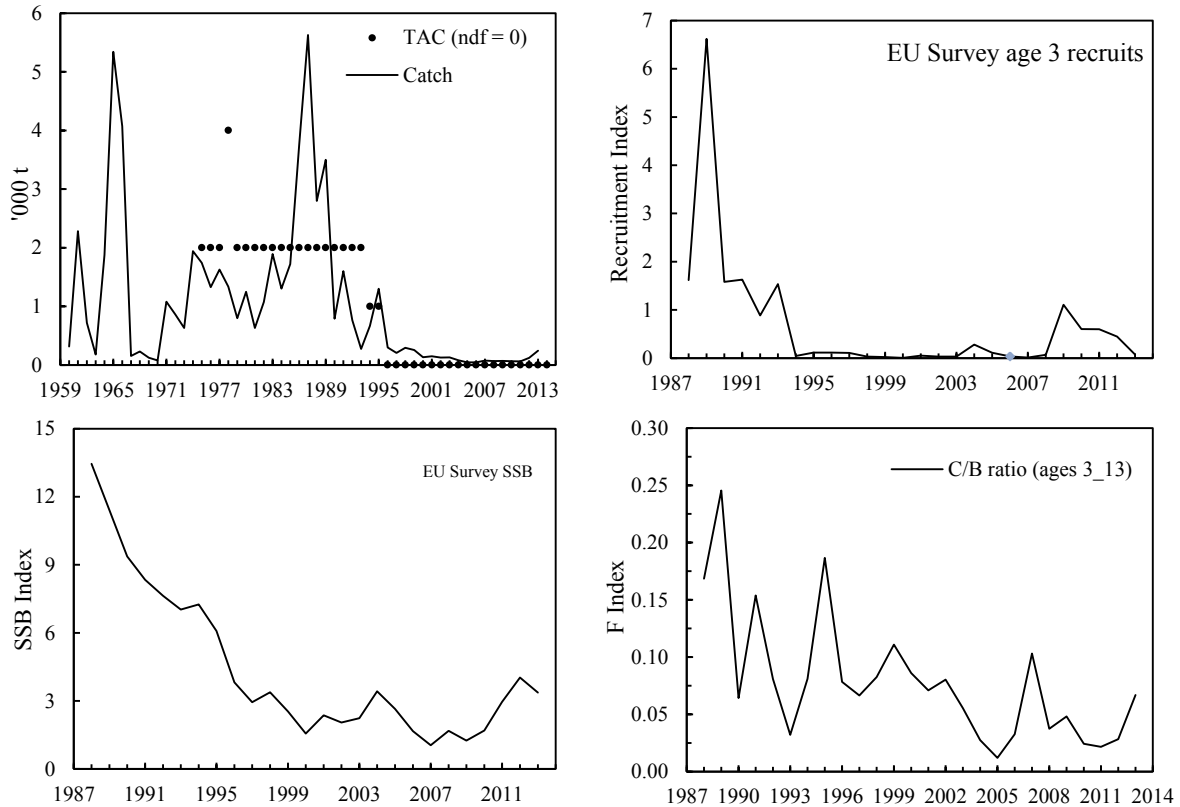 6
5
4
3
2
1
0
'000 t
TAC (ndf = 0)
Catch
1959 1965 1971 1977 1983 1989 1995 2001 2007 2013
7
6
5
4
3
2
1
0
Recruitment Index
EU Survey age 3 recruits
1987 1991 1995 1999 2003 2007 2011
15
12
9
6
3
0
SSB Index
EU Survey SSB
1987 1991 1995 1999 2003 2007 2011
0.30
0.25
0.20
0.15
0.10
0.05
0.00
F Index
C/B ratio (ages 3_13)
1987 1990 1993 1996 1999 2002 2005 2008 2011 2014